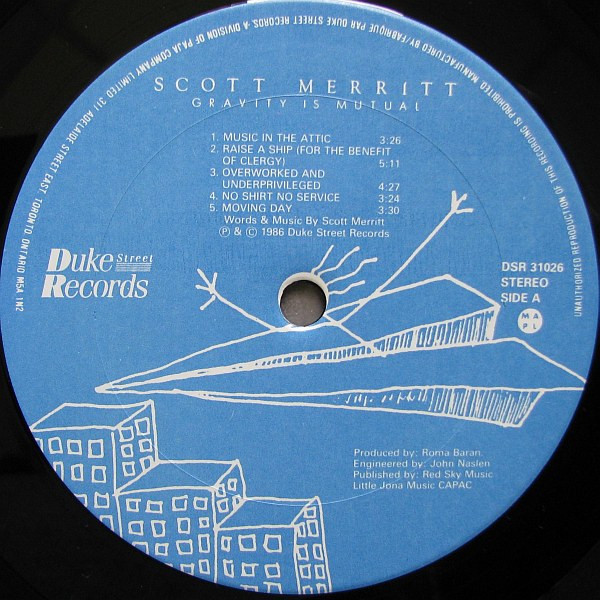 MANUFACTURED BY/FABRIQUE PAR DUKE STREET RECORDS. A DIVISION OF PAJA COMPANY LIMITED 311 ADELAIDE STREET EAST, TORONTO ONTARIO M5A 1N2
UNAUTHORIZED REPRODUCTION OF THIS RECORDING IS PROHIBITED
SCOTT MERRITT
GRAVITY IS MUTUAL
1. MUSIC IN THE ATTIC 3:26
2. RAISE A SHIP (FOR THE BENEFIT
OF CLERGY) 5:11
3. OVERWORKED AND
UNDERPRIVILEGED 4:27
4. NO SHIRT NO SERVICE 3:24
5. MOVING DAY 3:30
Words & Music By Scott Merritt
Ⓟ & © 1986 Duke Street Records
Duke Street
Records
DSR 31026
STEREO
SIDE A
M A
P L
Produced by: Roma Baran
Engineered by: John Naslen
Published by: Red Sky Music
Little Jona Music CAPAC